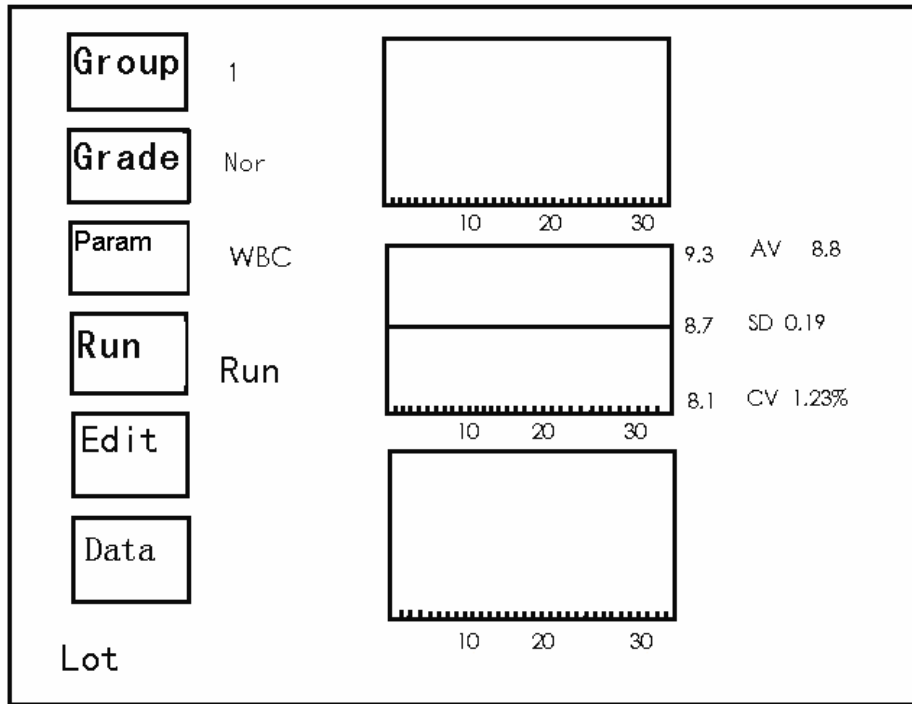 Group 1
Grade Nor
Param WBC
Run Run
Edit
Data
Lot
10 20 30
9.3 AV 8.8
8.7 SD 0.19
8.1 CV 1.23%
10 20 30
10 20 30